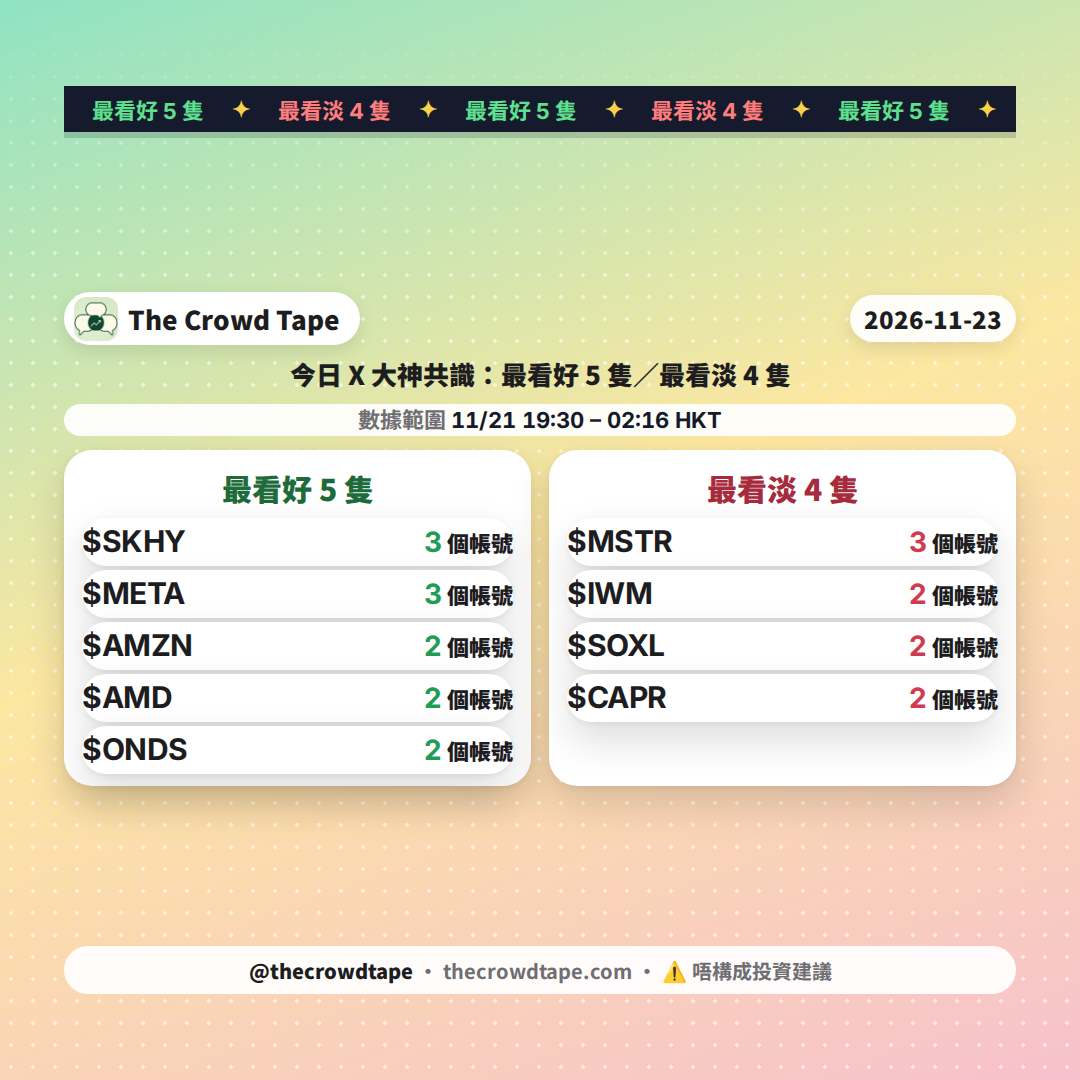 最看好 5 隻 ✦ 最看淡 4 隻 ✦ 最看好 5 隻 ✦ 最看淡 4 隻 ✦ 最看好 5 隻 ✦
The Crowd Tape
2026-11-23
今日 X 大神共識：最看好 5 隻／最看淡 4 隻
數據範圍 11/21 19:30 – 02:16 HKT
最看好 5 隻
$SKHY 3 個帳號
$META 3 個帳號
$AMZN 2 個帳號
$AMD 2 個帳號
$ONDS 2 個帳號
最看淡 4 隻
$MSTR 3 個帳號
$IWM 2 個帳號
$SOXL 2 個帳號
$CAPR 2 個帳號
@thecrowdtape • thecrowdtape.com • ⚠️ 唔構成投資建議